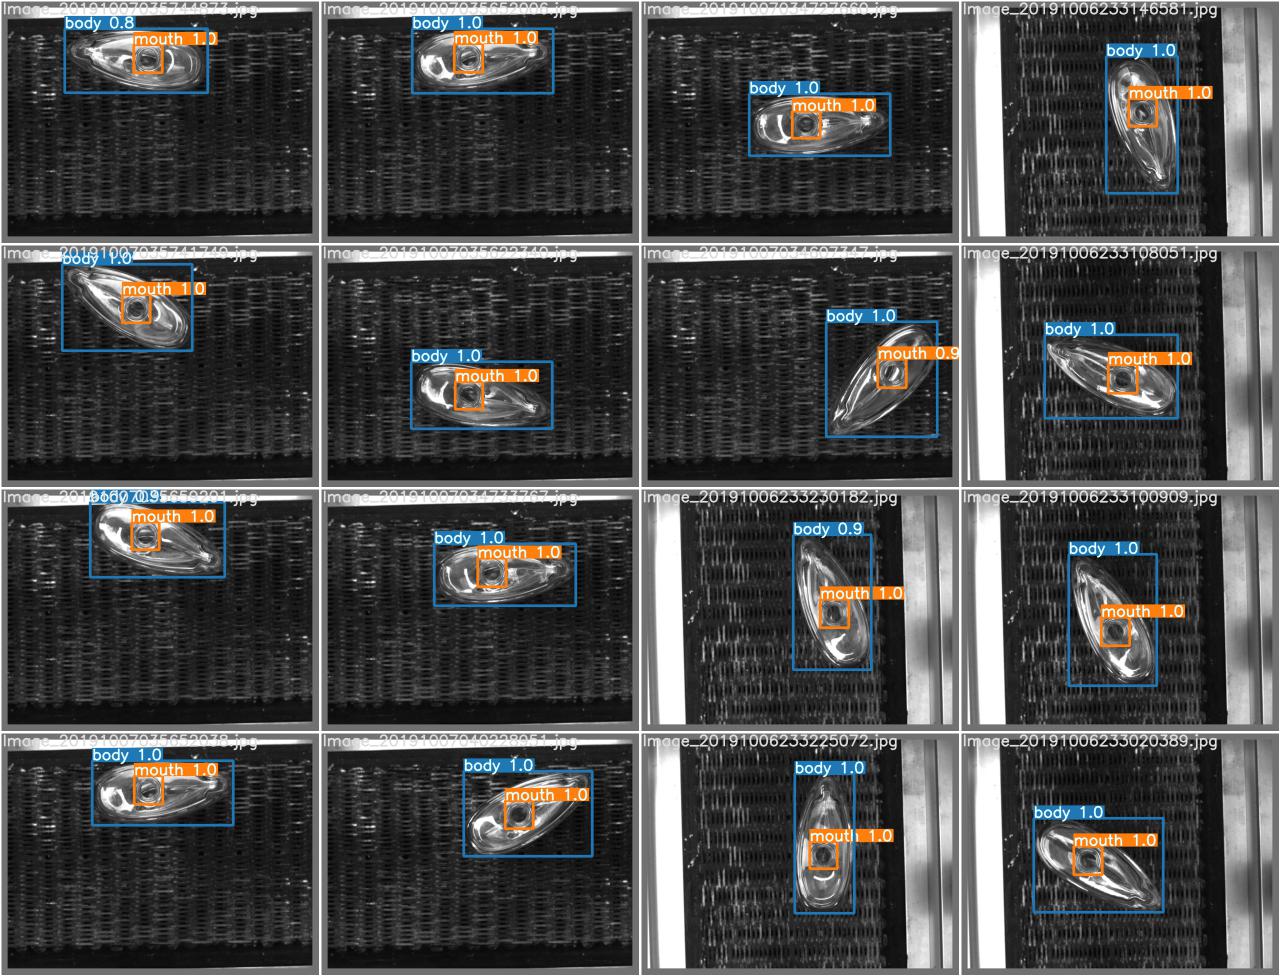 body 0.8
mouth 1.0
body 1.0
mouth 1.0
body 1.0
mouth 1.0
Image_20191006233146581.jpg
body 1.0
mouth 1.0
body 1.0
mouth 1.0
body 1.0
mouth 1.0
body 1.0
mouth 0.9
Image_20191006233108051.jpg
body 1.0
mouth 1.0
mouth 1.0
body 1.0
mouth 1.0
Image_20191006233230182.jpg
body 0.9
mouth 1.0
Image_20191006233100909.jpg
body 1.0
mouth 1.0
body 1.0
mouth 1.0
body 1.0
mouth 1.0
Image_20191006233225072.jpg
body 1.0
mouth 1.0
Image_20191006233020389.jpg
body 1.0
mouth 1.0